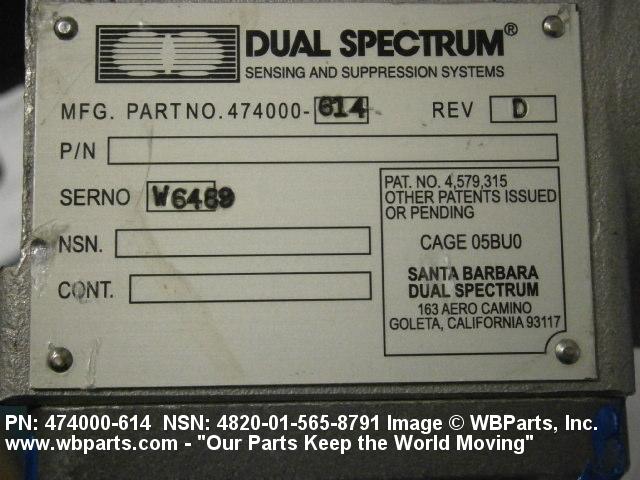 DUAL SPECTRUM®
SENSING AND SUPPRESSION SYSTEMS
MFG. PART NO. 474000-614 REV D
P/N
SERNO W6489
PAT. NO. 4,579,315
OTHER PATENTS ISSUED
OR PENDING
NSN.
CAGE 05BU0
CONT.
SANTA BARBARA
DUAL SPECTRUM
163 AERO CAMINO
GOLETA, CALIFORNIA 93117
PN: 474000-614 NSN: 4820-01-565-8791 Image © WBParts, Inc.
www.wbparts.com - "Our Parts Keep the World Moving"